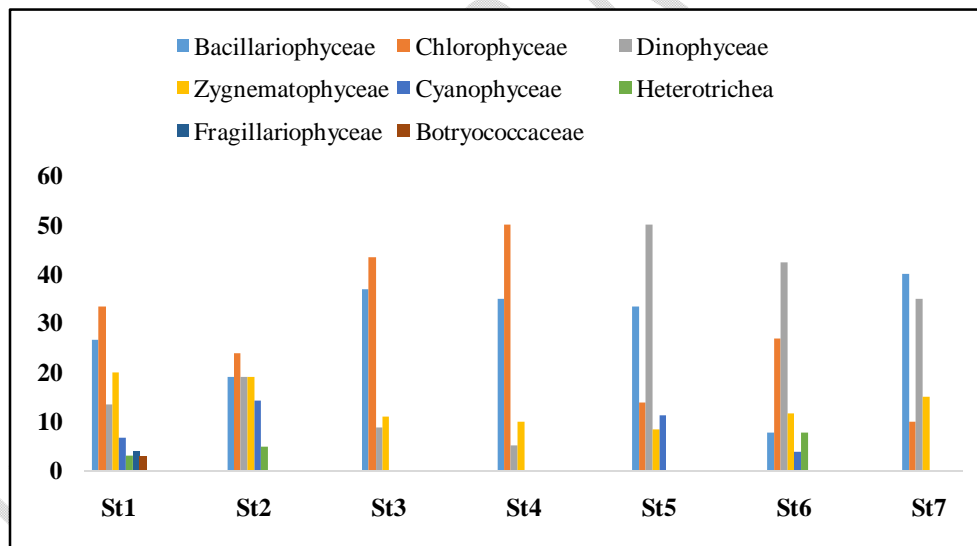 Bacillariophyceae Chlorophyceae Dinophyceae
Zygnematophyceae Cyanophyceae Heterotrichea
Fragillariophyceae Botryococcaceae
60
50
40
30
20
10
0
St1 St2 St3 St4 St5 St6 St7